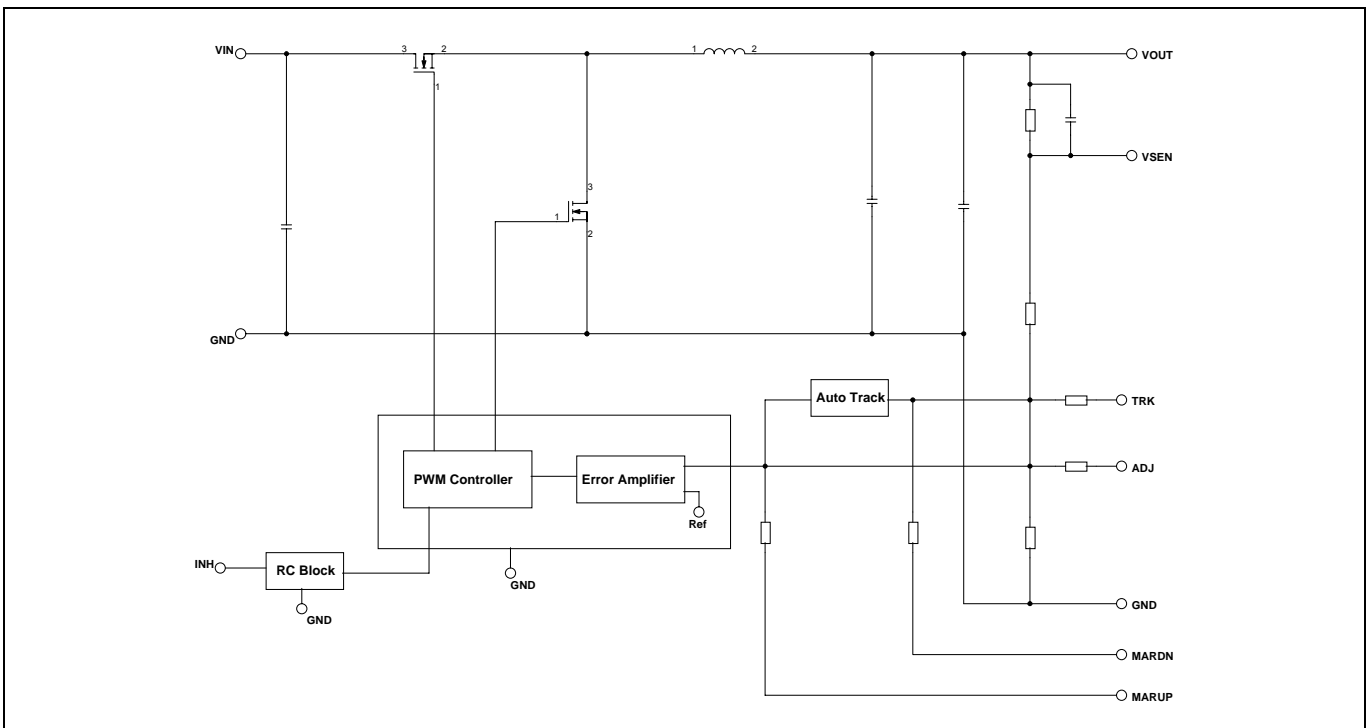 VIN
3
2
1
1
2
VOUT
VSEN
3
1
2
GND
Auto Track
TRK
PWM Controller
Error Amplifier
Ref
ADJ
INH
RC Block
GND
GND
GND
MARDN
MARUP